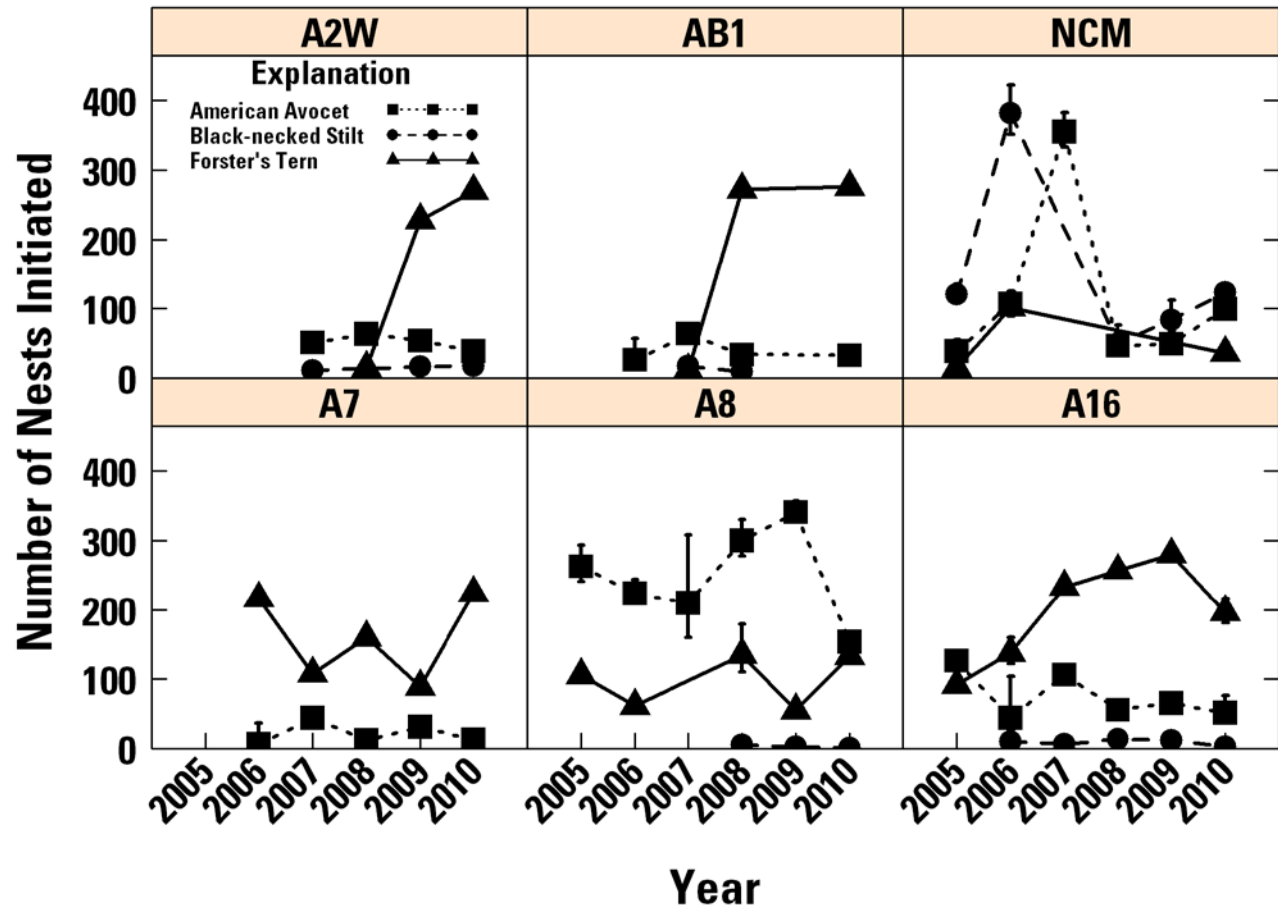 A2W AB1 NCM
Explanation
American Avocet
Black-necked Stilt
Forster's Tern
Number of Nests Initiated
400
300
200
100
0
A7 A8 A16
400
300
200
100
0
2005 2006 2007 2008 2009 2010 2005 2006 2007 2008 2009 2010 2005 2006 2007 2008 2009 2010
Year